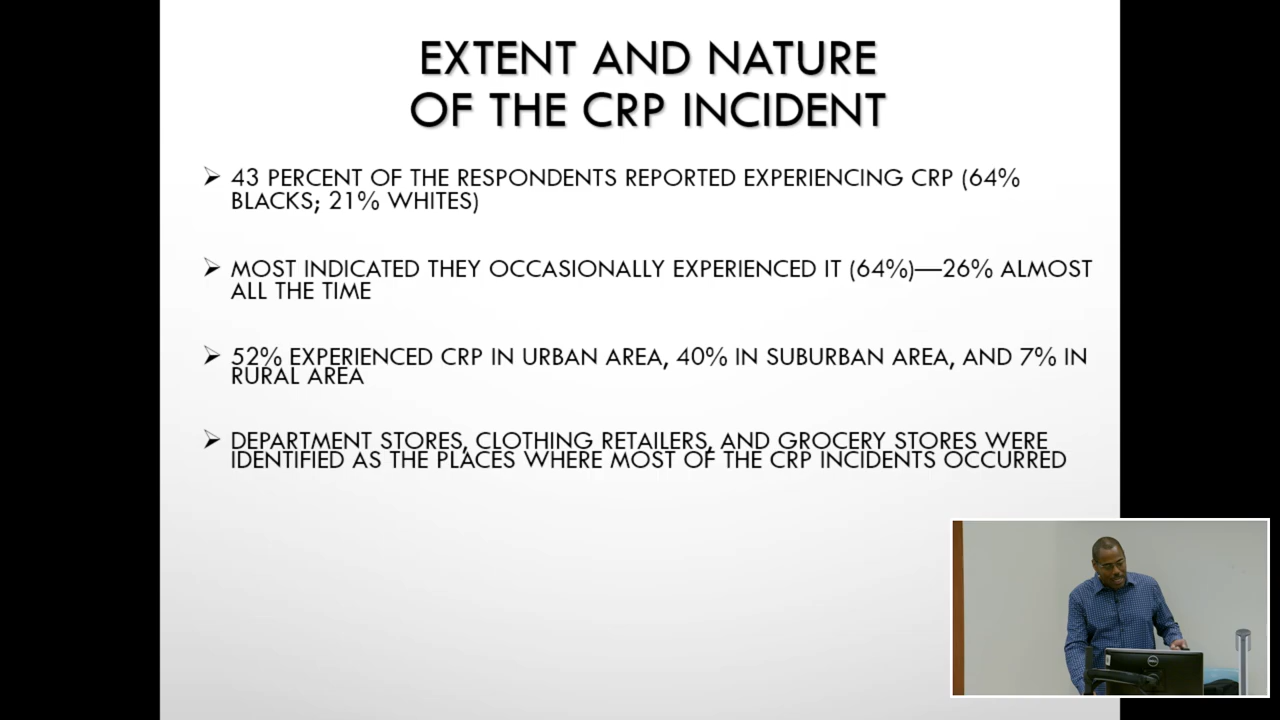 EXTENT AND NATURE
OF THE CRP INCIDENT
43 PERCENT OF THE RESPONDENTS REPORTED EXPERIENCING CRP (64%
BLACKS; 21% WHITES)
MOST INDICATED THEY OCCASIONALLY EXPERIENCED IT (64%)—26% ALMOST
ALL THE TIME
52% EXPERIENCED CRP IN URBAN AREA, 40% IN SUBURBAN AREA, AND 7% IN
RURAL AREA
DEPARTMENT STORES, CLOTHING RETAILERS, AND GROCERY STORES WERE
IDENTIFIED AS THE PLACES WHERE MOST OF THE CRP INCIDENTS OCCURRED
DELL